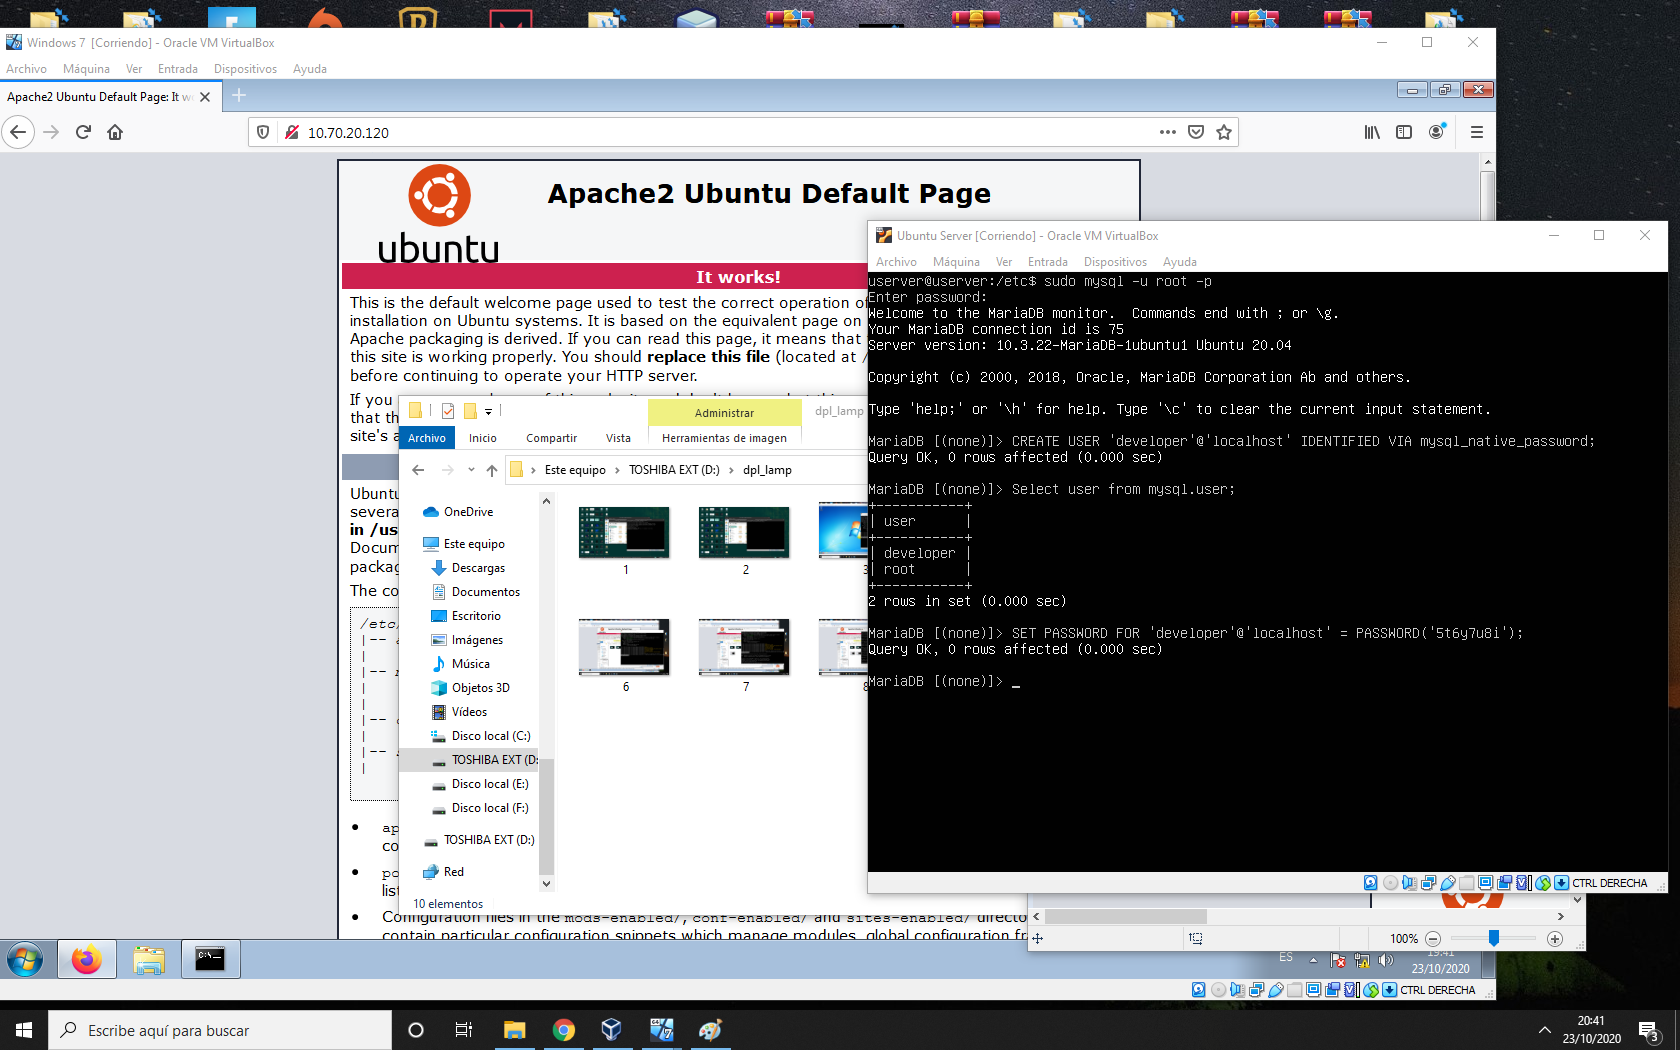 Windows 7 [Corriendo] - Oracle VM VirtualBox
Archivo Máquina Ver Entrada Dispositivos Ayuda
Apache2 Ubuntu Default Page: It w
10.70.20.120
ubuntu
Apache2 Ubuntu Default Page
It works!
This is the default welcome page used to test the correct operation of
installation on Ubuntu systems. It is based on the equivalent page on
Apache packaging is derived. If you can read this page, it means that
this site is working properly. You should replace this file (located at /
before continuing to operate your HTTP server.
If you
that th
site's a
Ubuntu
severa
in /us
Docum
packag
The co
/etc/
|--
|
|--
|
|
|--
|
|--
|
ap
co
po
list
Configuration files in the mods-enabled/, conf-enabled/ and sites-enabled/ directo
contain particular configuration snippets which manage modules, global configuration fr
Administrar
dpl_lamp
Archivo Inicio Compartir Vista Herramientas de imagen
Este equipo > TOSHIBA EXT (D:) > dpl_lamp
OneDrive
Este equipo
Descargas
Documentos
Escritorio
Imágenes
Música
Objetos 3D
Vídeos
Disco local (C:)
TOSHIBA EXT (D:
Disco local (E:)
Disco local (F:)
TOSHIBA EXT (D:)
Red
1 2 3
6 7 8
10 elementos
Ubuntu Server [Corriendo] - Oracle VM VirtualBox
Archivo Máquina Ver Entrada Dispositivos Ayuda
userver@userver:/etc$ sudo mysql -u root -p
Enter password:
Welcome to the MariaDB monitor.  Commands end with ; or \g.
Your MariaDB connection id is 75
Server version: 10.3.22-MariaDB-1ubuntu1 Ubuntu 20.04
Copyright (c) 2000, 2018, Oracle, MariaDB Corporation Ab and others.
Type 'help;' or '\h' for help. Type '\c' to clear the current input statement.
MariaDB [(none)]> CREATE USER 'developer'@'localhost' IDENTIFIED VIA mysql_native_password;
Query OK, 0 rows affected (0.000 sec)
MariaDB [(none)]> Select user from mysql.user;
+-----------+
| user      |
+-----------+
| developer |
| root      |
+-----------+
2 rows in set (0.000 sec)
MariaDB [(none)]> SET PASSWORD FOR 'developer'@'localhost' = PASSWORD('5t6y7u8i');
Query OK, 0 rows affected (0.000 sec)
MariaDB [(none)]> _
CTRL DERECHA
100%
ES
19:41
23/10/2020
CTRL DERECHA
Escribe aquí para buscar
20:41
23/10/2020
3